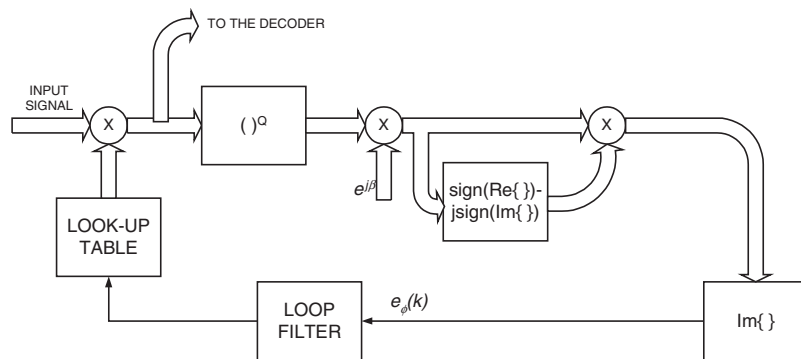 TO THE DECODER
INPUT
SIGNAL
X
( )Q
X
X
e^{jβ}
sign(Re{ })-
jsign(Im{ })
LOOK-UP
TABLE
LOOP
FILTER
e_ϕ(k)
Im{ }